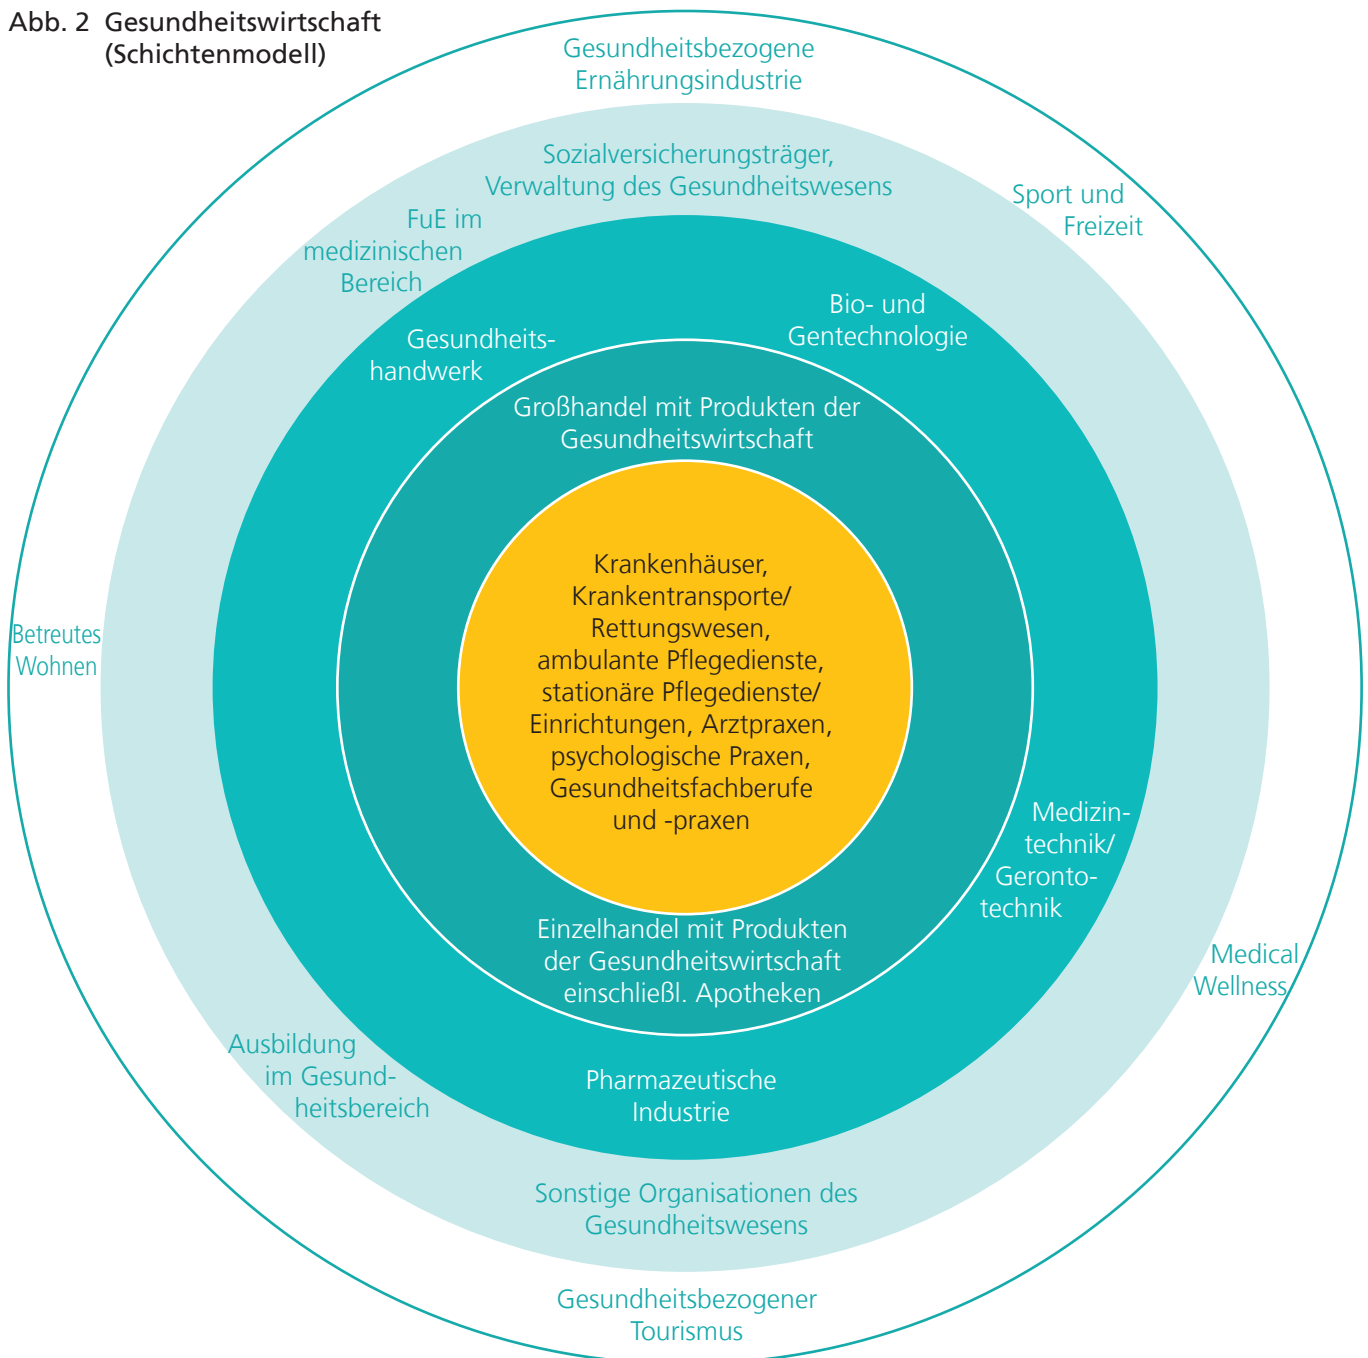 Abb. 2 Gesundheitswirtschaft
(Schichtenmodell)
Gesundheitsbezogene
Ernährungsindustrie
Sozialversicherungsträger,
Verwaltung des Gesundheitswesens
Sport und
Freizeit
FuE im
medizinischen
Bereich
Bio- und
Gentechnologie
Gesundheits-
handwerk
Großhandel mit Produkten der
Gesundheitswirtschaft
Krankenhäuser,
Krankentransporte/
Rettungswesen,
ambulante Pflegedienste,
stationäre Pflegedienste/
Einrichtungen, Arztpraxen,
psychologische Praxen,
Gesundheitsfachberufe
und -praxen
Betreutes
Wohnen
Medizin-
technik/
Geronto-
technik
Einzelhandel mit Produkten
der Gesundheitswirtschaft
einschließl. Apotheken
Medical
Wellness
Ausbildung
im Gesund-
heitsbereich
Pharmazeutische
Industrie
Sonstige Organisationen des
Gesundheitswesens
Gesundheitsbezogener
Tourismus